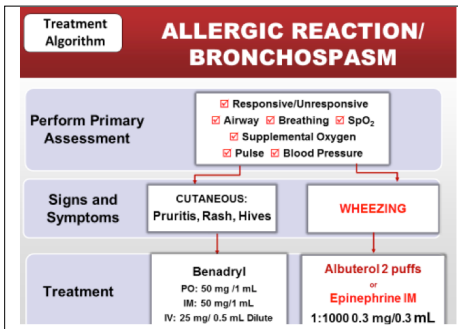 Treatment
Algorithm
ALLERGIC REACTION/
BRONCHOSPASM
Perform Primary
Assessment
☑ Responsive/Unresponsive
☑ Airway ☑ Breathing ☑ SpO₂
☑ Supplemental Oxygen
☑ Pulse ☑ Blood Pressure
Signs and
Symptoms
CUTANEOUS:
Pruritis, Rash, Hives
WHEEZING
Treatment
Benadryl
PO: 50 mg /1 mL
IM: 50 mg/1 mL
IV: 25 mg/ 0.5 mL Dilute
Albuterol 2 puffs
or
Epinephrine IM
1:1000 0.3 mg/0.3 mL